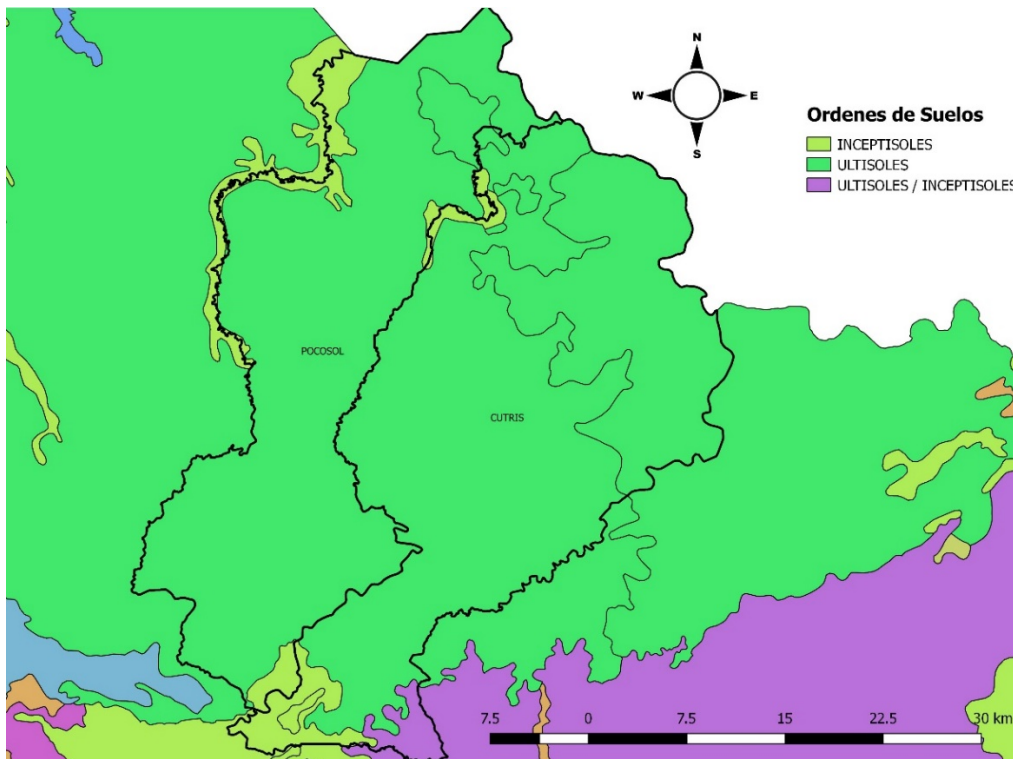 N
W E
S
Ordenes de Suelos
INCEPTISOLES
ULTISOLES
ULTISOLES / INCEPTISOLES
POCOSOL
CUTRIS
7.5 0 7.5 15 22.5 30 km